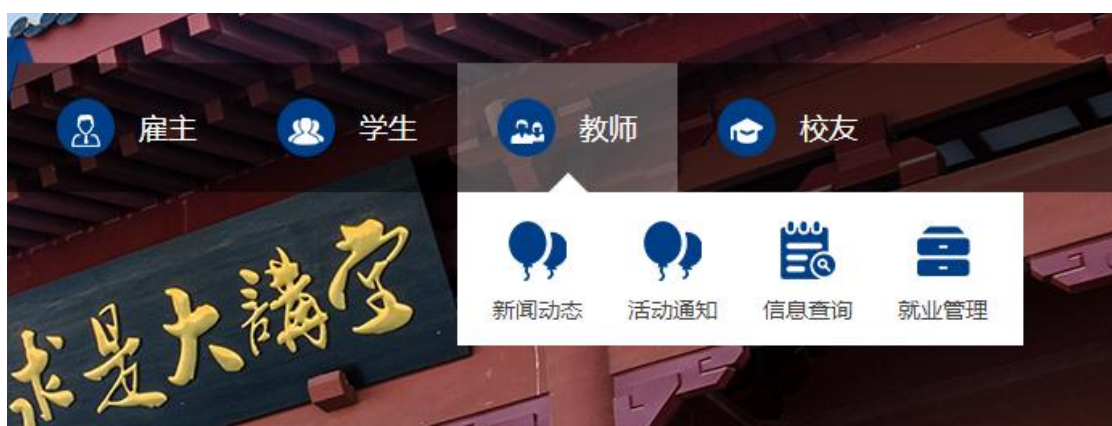 雇主 学生 教师 校友
新闻动态 活动通知 信息查询 就业管理
求是大講堂